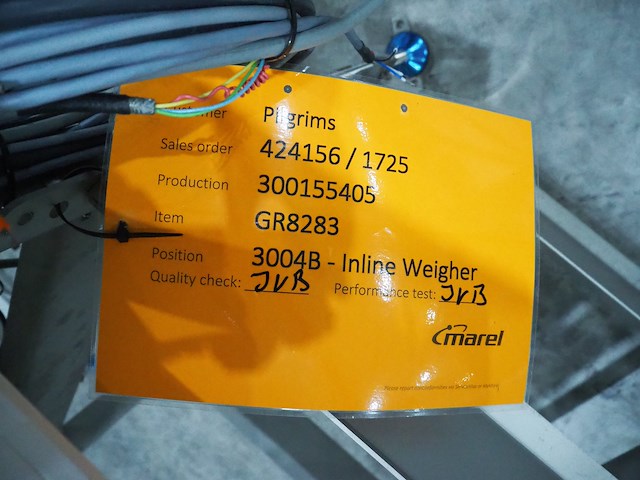 Pilgrims
Sales order 424156 / 1725
Production 300155405
Item GR8283
Position 3004B - Inline Weigher
Quality check: JvB Performance test: JvB
marel